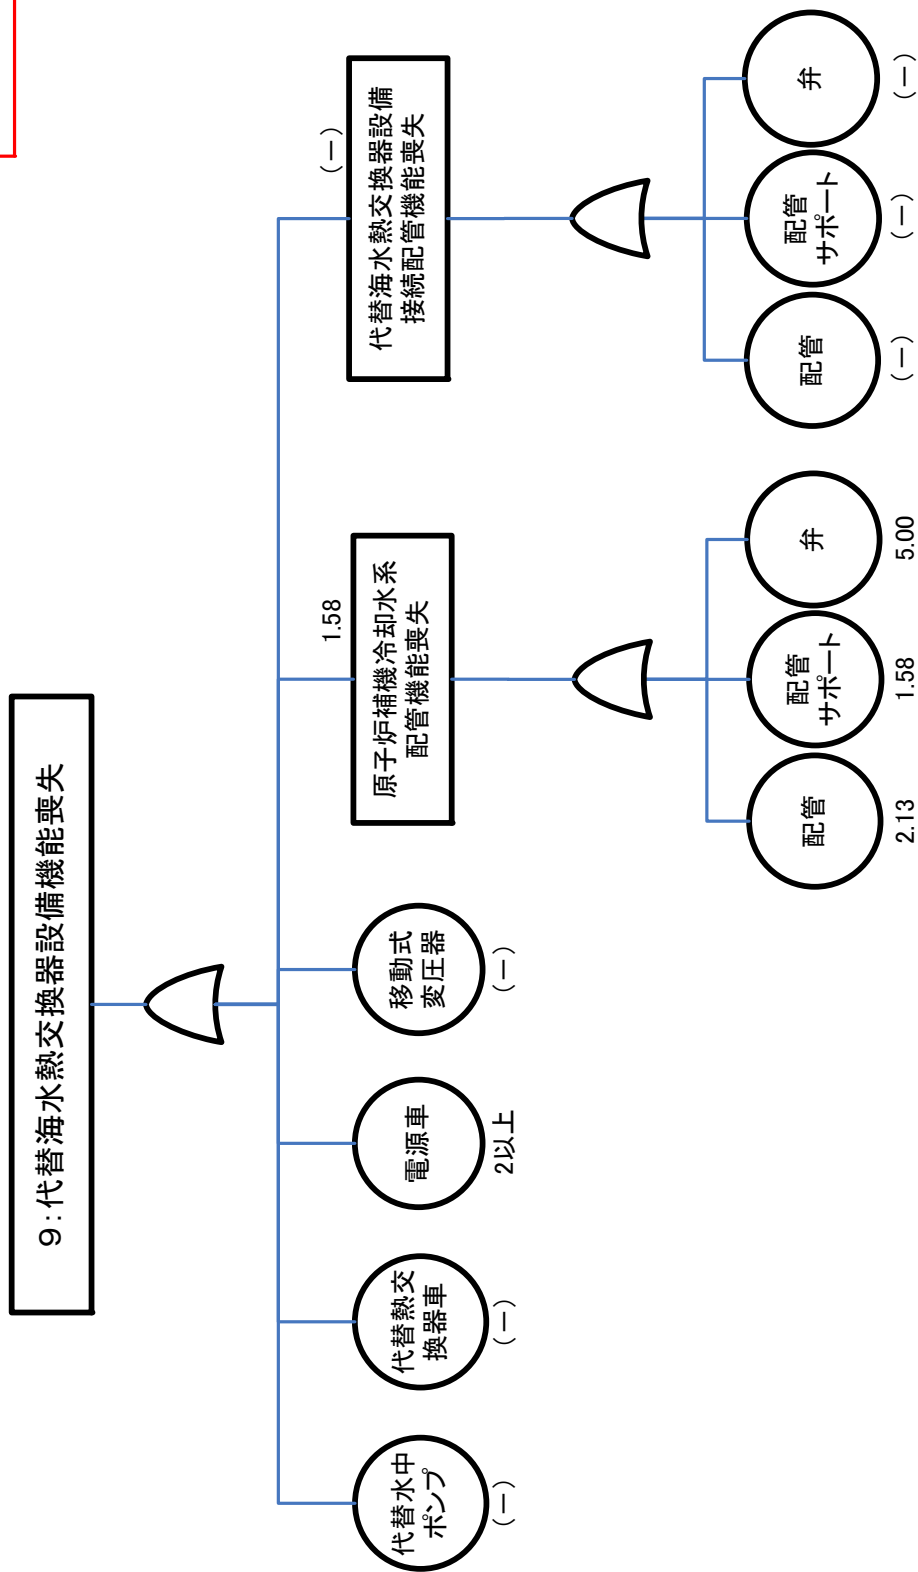 9:代替海水熱交換器設備機能喪失
代替水中
ポンプ
(-)
代替熱交
換器車
(-)
電源車
2以上
移動式
変圧器
(-)
1.58
原子炉補機冷却水系
配管機能喪失
配管
2.13
配管
サポート
1.58
弁
5.00
(-)
代替海水熱交換器設備
接続配管機能喪失
配管
(-)
配管
サポート
(-)
弁
(-)